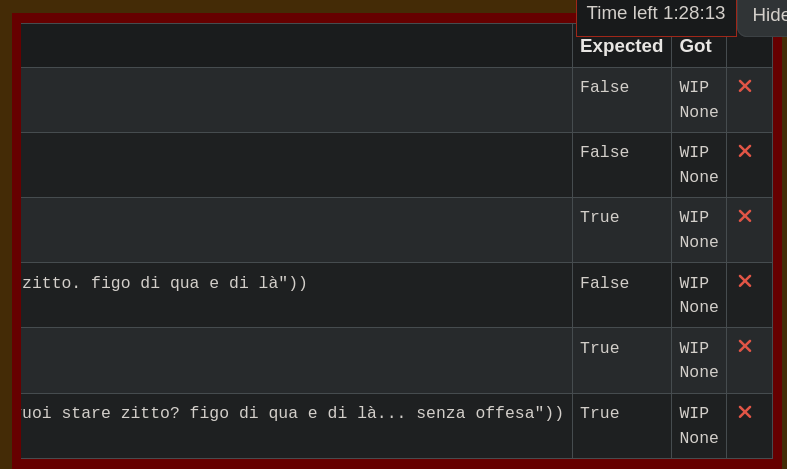 Time left 1:28:13
Hide
Expected Got
False WIP
None
False WIP
None
True WIP
None
zitto. figo di qua e di là")) False WIP
None
True WIP
None
uoi stare zitto? figo di qua e di là... senza offesa")) True WIP
None